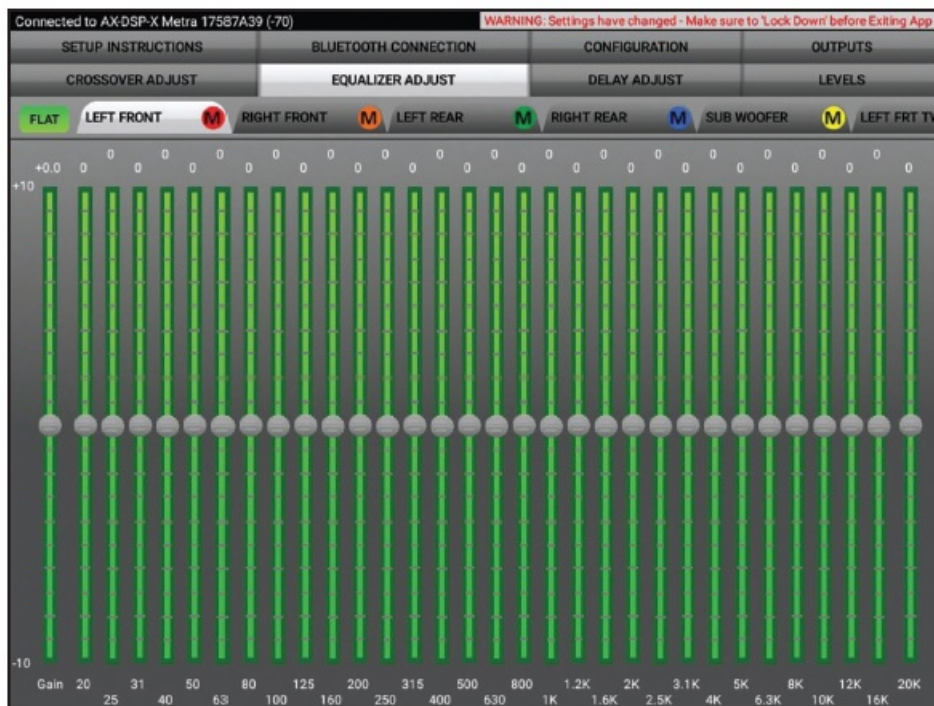 Connected to AX-DSP-X Metra 17587A39 (-70) WARNING: Settings have changed - Make sure to 'Lock Down' before Exiting App
SETUP INSTRUCTIONS BLUETOOTH CONNECTION CONFIGURATION OUTPUTS
CROSSOVER ADJUST EQUALIZER ADJUST DELAY ADJUST LEVELS
FLAT LEFT FRONT M RIGHT FRONT M LEFT REAR M RIGHT REAR M SUB WOOFER M LEFT FRT TW
0 0 0 0 0 0 0 0 0 0 0 0 0 0 0
+0.0 0 0 0 0 0 0 0 0 0 0 0 0 0 0 0 0
+10
-10
Gain 20 31 50 80 125 200 315 500 800 1.2K 2K 3.1K 5K 8K 12K 20K
25 40 63 100 160 250 400 630 1K 1.6K 2.5K 4K 6.3K 10K 16K